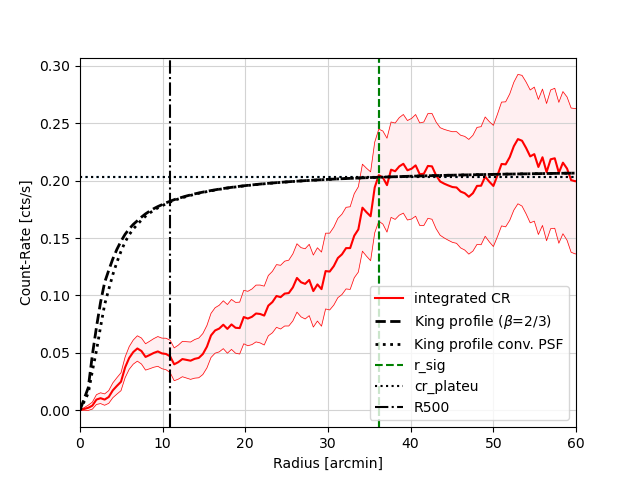 0.30
0.25
0.20
0.15
0.10
0.05
0.00
Count-Rate [cts/s]
integrated CR
King profile (β=2/3)
King profile conv. PSF
r_sig
cr_plateu
R500
0 10 20 30 40 50 60
Radius [arcmin]